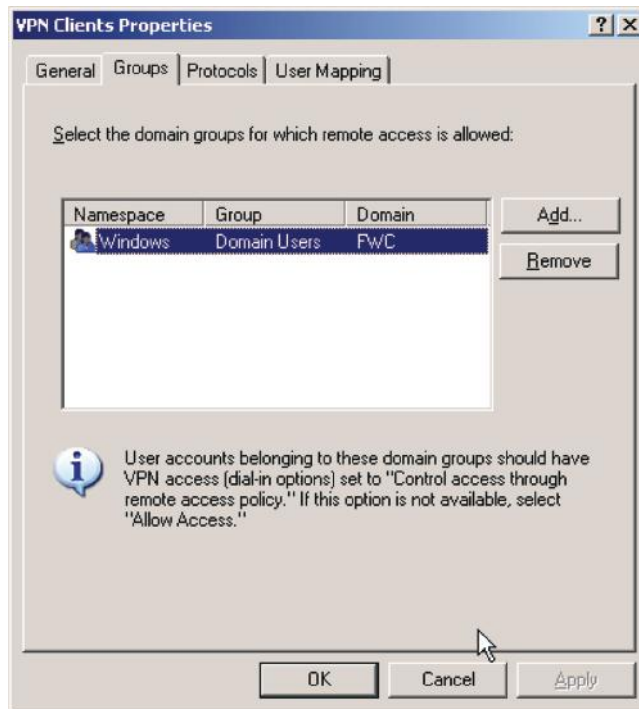 VPN Clients Properties
General Groups Protocols User Mapping
Select the domain groups for which remote access is allowed:
Namespace Group Domain
Windows Domain Users FWC
Add...
Remove
User accounts belonging to these domain groups should have
VPN access (dial-in options) set to "Control access through
remote access policy." If this option is not available, select
"Allow Access."
OK Cancel Apply